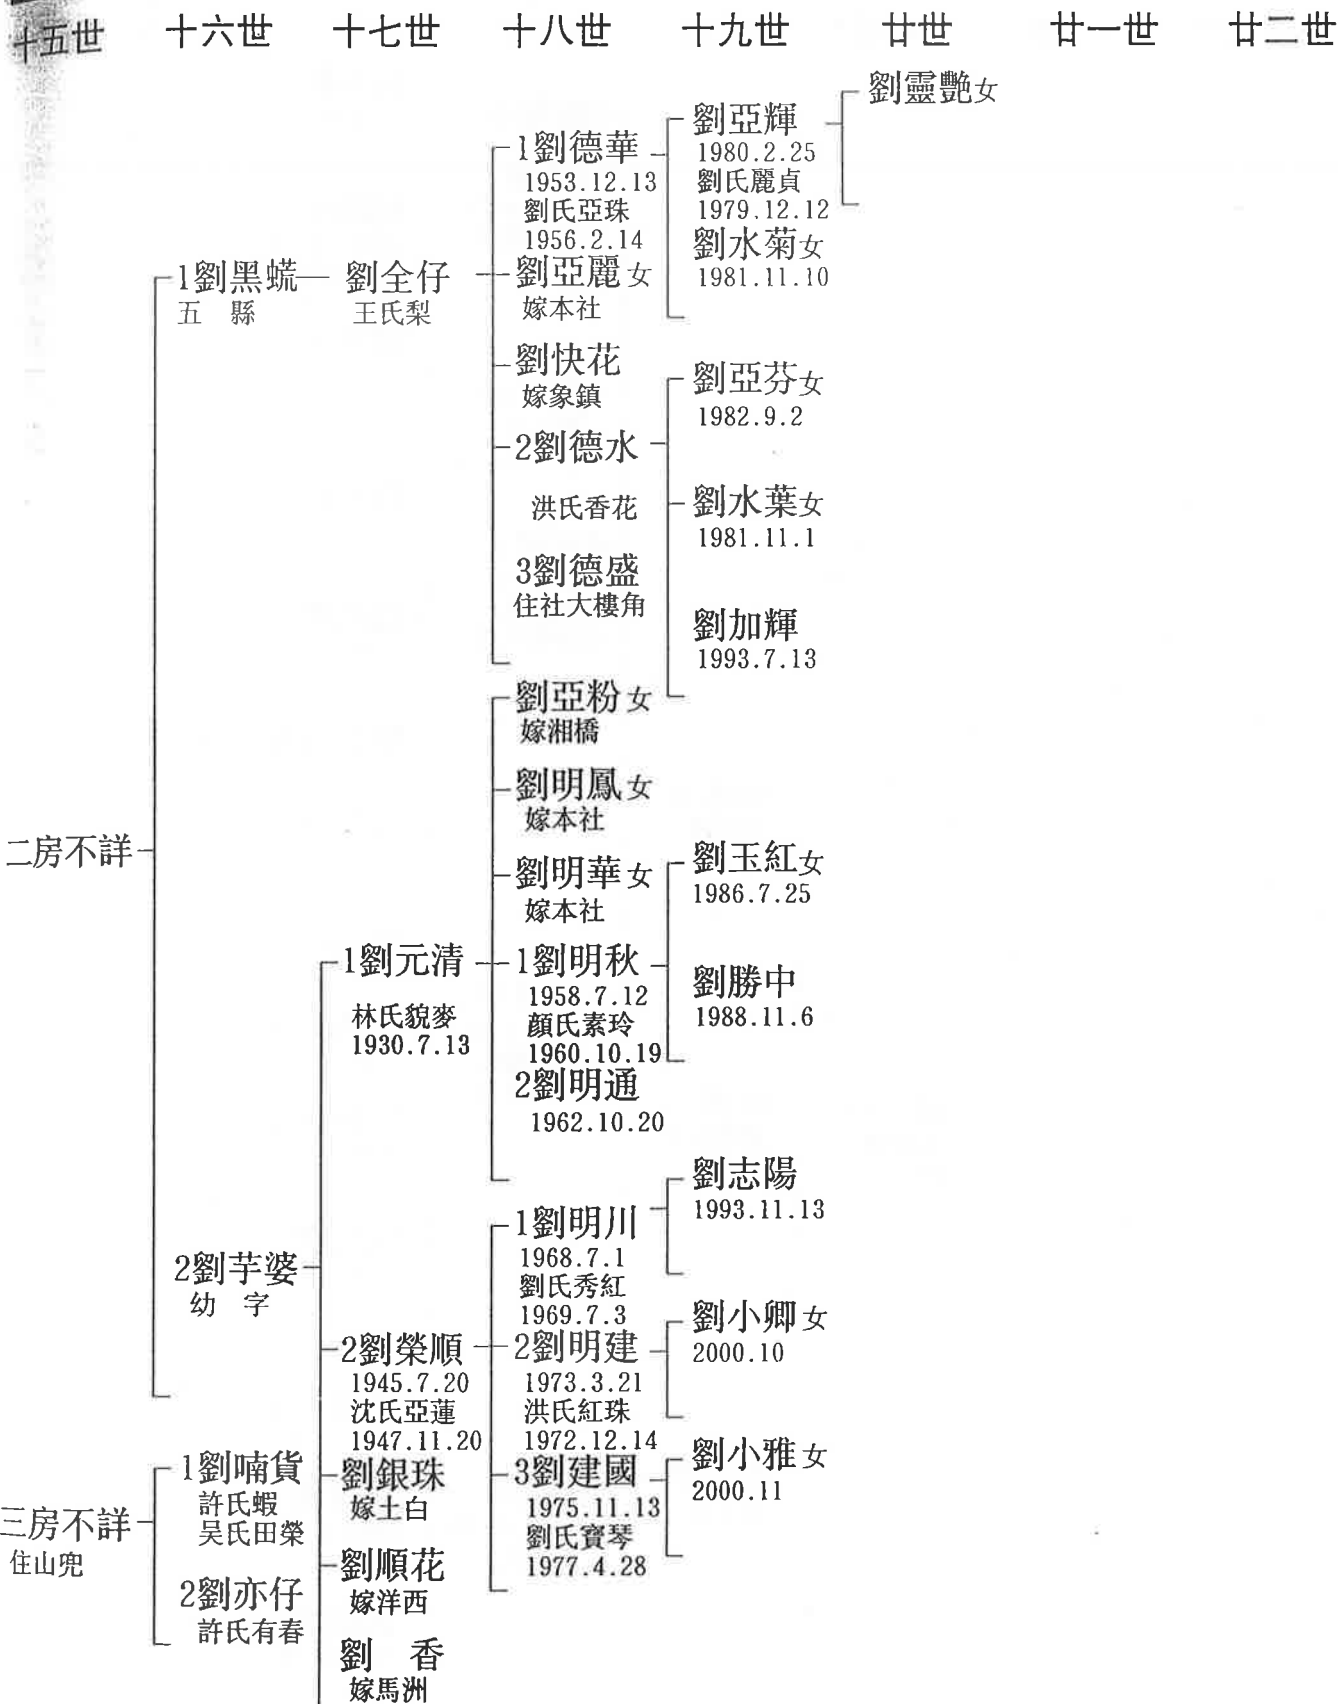 十五世 十六世 十七世 十八世 十九世 廿世 廿一世 廿二世
二房不詳
三房不詳
住山兜
1劉黑蜣
五 縣
2劉芋婆
幼 字
1劉喃貨
許氏蝦
吴氏田榮
2劉亦仔
許氏有春
劉全仔
王氏梨
1劉元清
林氏貌麥
1930.7.13
2劉榮順
1945.7.20
沈氏亞蓮
1947.11.20
劉銀珠
嫁土白
劉順花
嫁洋西
劉 香
嫁馬洲
1劉德華
1953.12.13
劉氏亞珠
1956.2.14
劉亞麗女
嫁本社
劉快花
嫁象鎮
2劉德水
洪氏香花
3劉德盛
住社大樓角
劉亞粉女
嫁湘橋
劉明鳳女
嫁本社
劉明華女
嫁本社
1劉明秋
1958.7.12
顏氏素玲
1960.10.19
2劉明通
1962.10.20
1劉明川
1968.7.1
劉氏秀紅
1969.7.3
2劉明建
1973.3.21
洪氏紅珠
1972.12.14
3劉建國
1975.11.13
劉氏寶琴
1977.4.28
劉亞輝
1980.2.25
劉氏麗貞
1979.12.12
劉水菊女
1981.11.10
劉亞芬女
1982.9.2
劉水葉女
1981.11.1
劉加輝
1993.7.13
劉玉紅女
1986.7.25
劉勝中
1988.11.6
劉志陽
1993.11.13
劉小卿女
2000.10
劉小雅女
2000.11
劉靈艷女